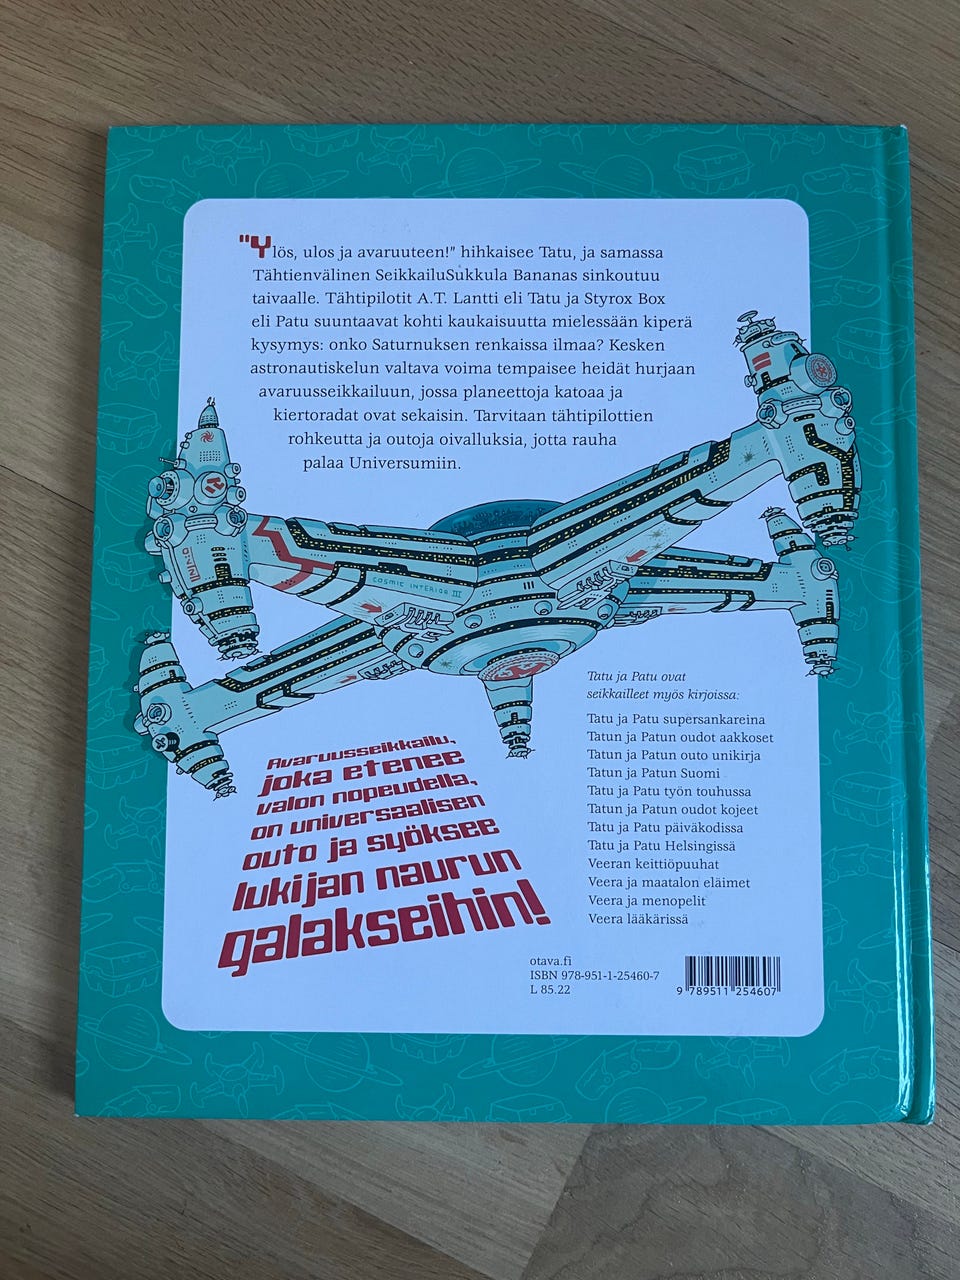 "Ylös, ulos ja avaruuteen!" hihkaisee Tatu, ja samassa
Tähtienvälinen SeikkailuSukkula Bananas sinkoutuu
taivaalle. Tähtipilotit A.T. Lantti eli Tatu ja Styrox Box
eli Patu suuntaavat kohti kaukaisuutta mielessään kiperä
kysymys: onko Saturnuksen renkaissa ilmaa? Kesken
astronautiskelun valtava voima tempaisee heidät hurjaan
avaruusseikkailuun, jossa planeettoja katoaa ja
kiertoradat ovat sekaisin. Tarvitaan tähtipilottien
rohkeutta ja outoja oivalluksia, jotta rauha
palaa Universumiin.
COSMIC INTERIOR III
Avaruusseikkailu,
joka etenee
valon nopeudella,
on universaalisen
outo ja syöksee
lukijan naurun
galakseihin!
Tatu ja Patu ovat
seikkailleet myös kirjoissa:
Tatu ja Patu supersankareina
Tatun ja Patun oudot aakkoset
Tatun ja Patun outo unikirja
Tatun ja Patun Suomi
Tatu ja Patu työn touhussa
Tatun ja Patun oudot kojeet
Tatu ja Patu päiväkodissa
Tatu ja Patu Helsingissä
Veeran keittiöpuuhat
Veera ja maatalon eläimet
Veera ja menopelit
Veera lääkärissä
otava.fi
ISBN 978-951-1-25460-7
L 85.22
9 789511 254607